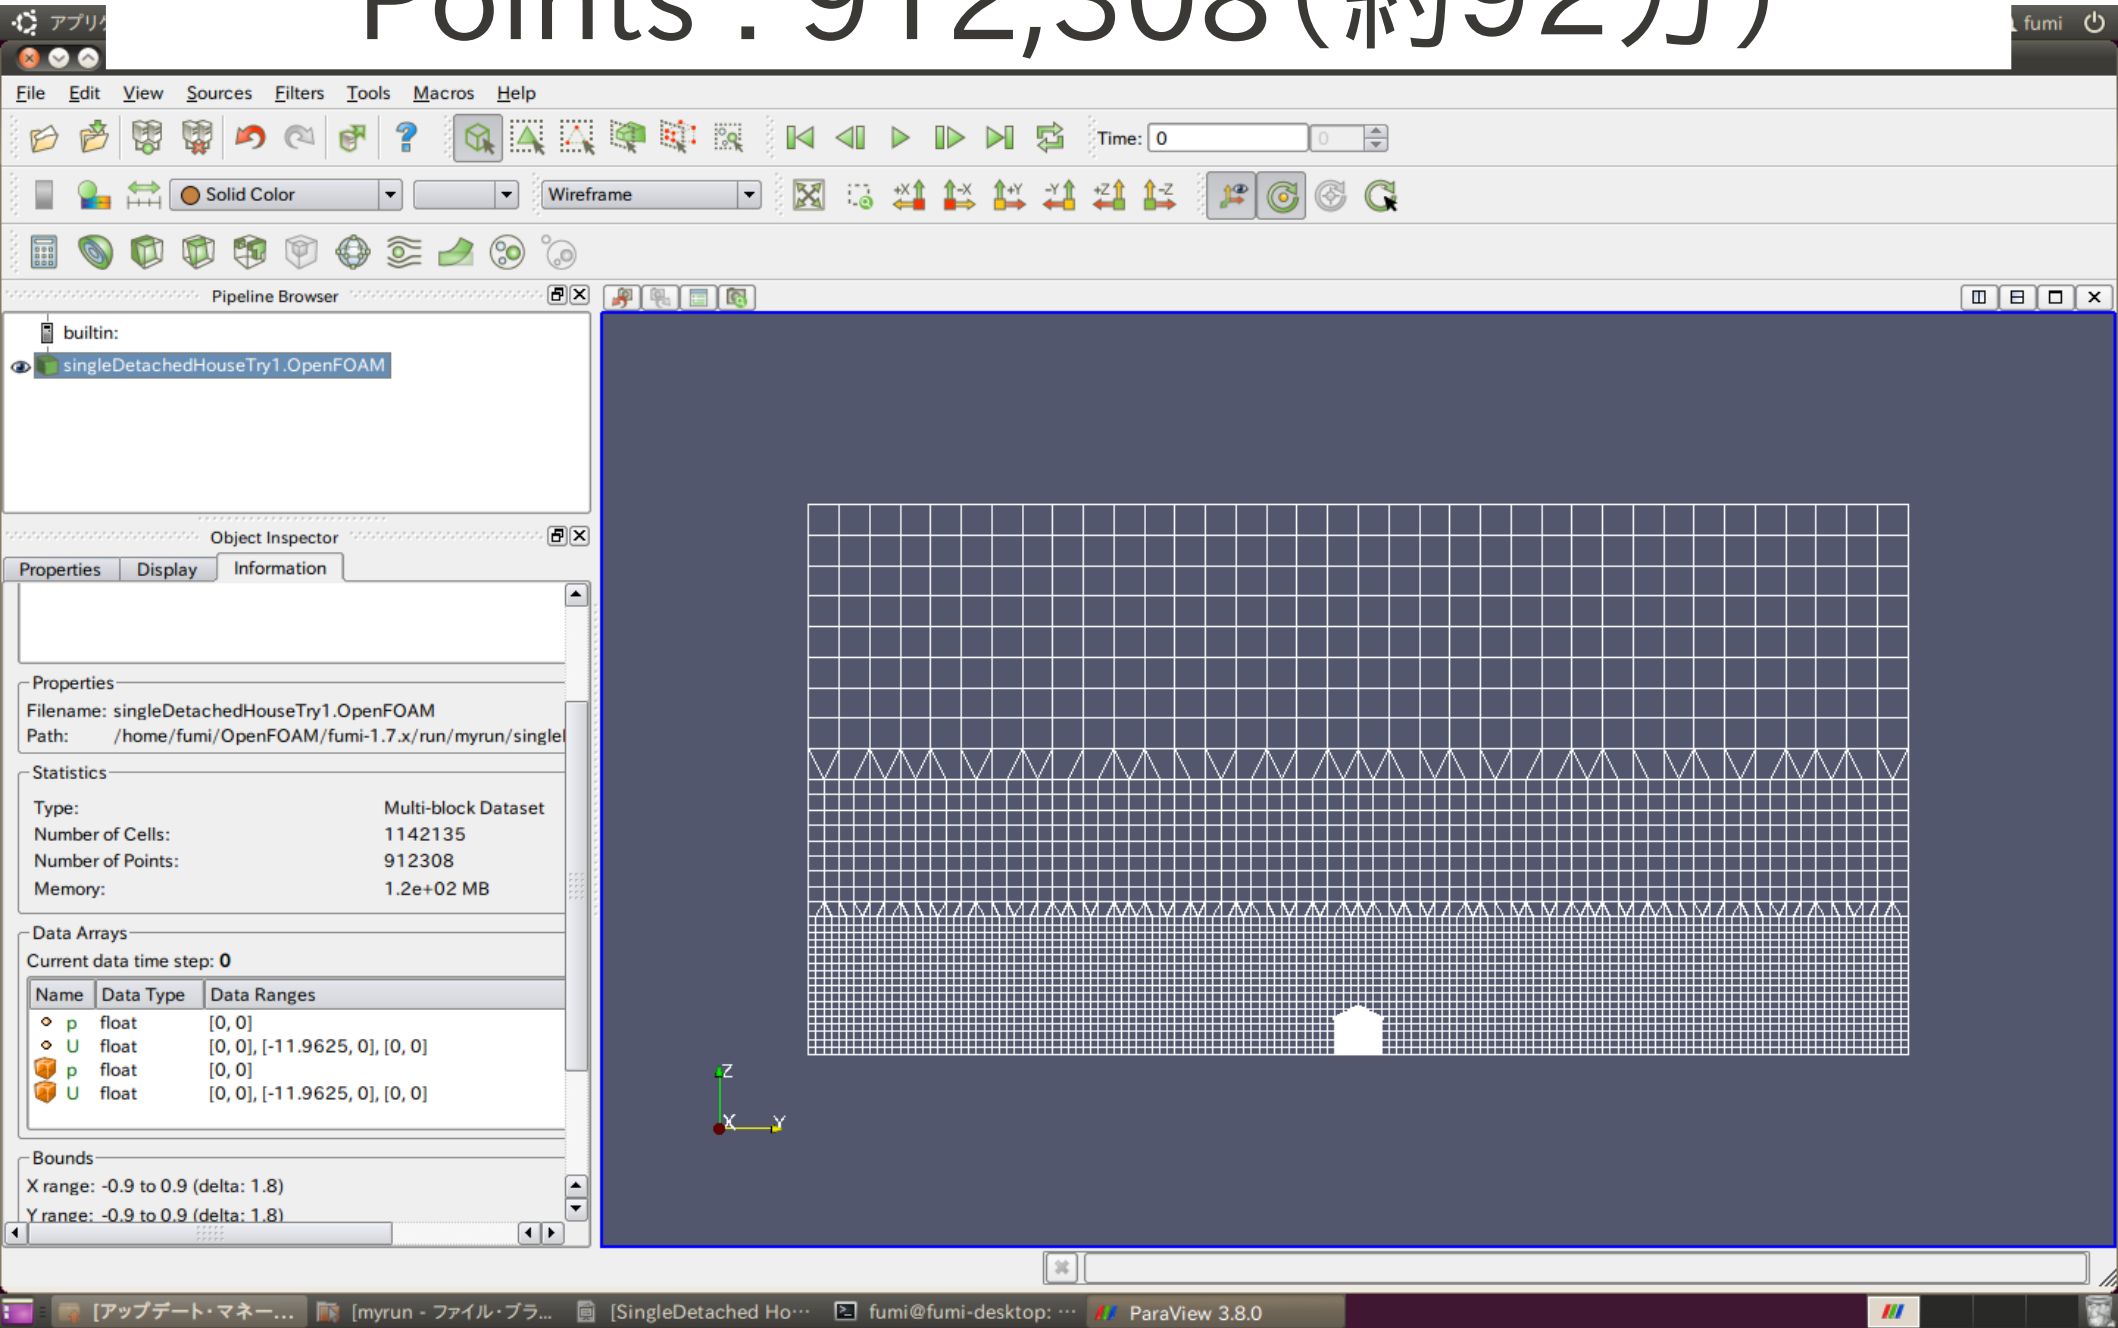 Points : 912,308(約92万)
アプリ
fumi
File Edit View Sources Filters Tools Macros Help
Time: 0 0
Solid Color Wireframe +X -X +Y -Y +Z -Z
Pipeline Browser
builtin:
singleDetachedHouseTry1.OpenFOAM
Object Inspector
Properties Display Information
Properties
Filename: singleDetachedHouseTry1.OpenFOAM
Path: /home/fumi/OpenFOAM/fumi-1.7.x/run/myrun/single
Statistics
Type: Multi-block Dataset
Number of Cells: 1142135
Number of Points: 912308
Memory: 1.2e+02 MB
Data Arrays
Current data time step: 0
Name Data Type Data Ranges
p float [0, 0]
U float [0, 0], [-11.9625, 0], [0, 0]
p float [0, 0]
U float [0, 0], [-11.9625, 0], [0, 0]
Bounds
X range: -0.9 to 0.9 (delta: 1.8)
Y range: -0.9 to 0.9 (delta: 1.8)
Z
X Y
[アップデート・マネー... [myrun - ファイル・ブラ... [SingleDetached Ho... fumi@fumi-desktop: ... ParaView 3.8.0